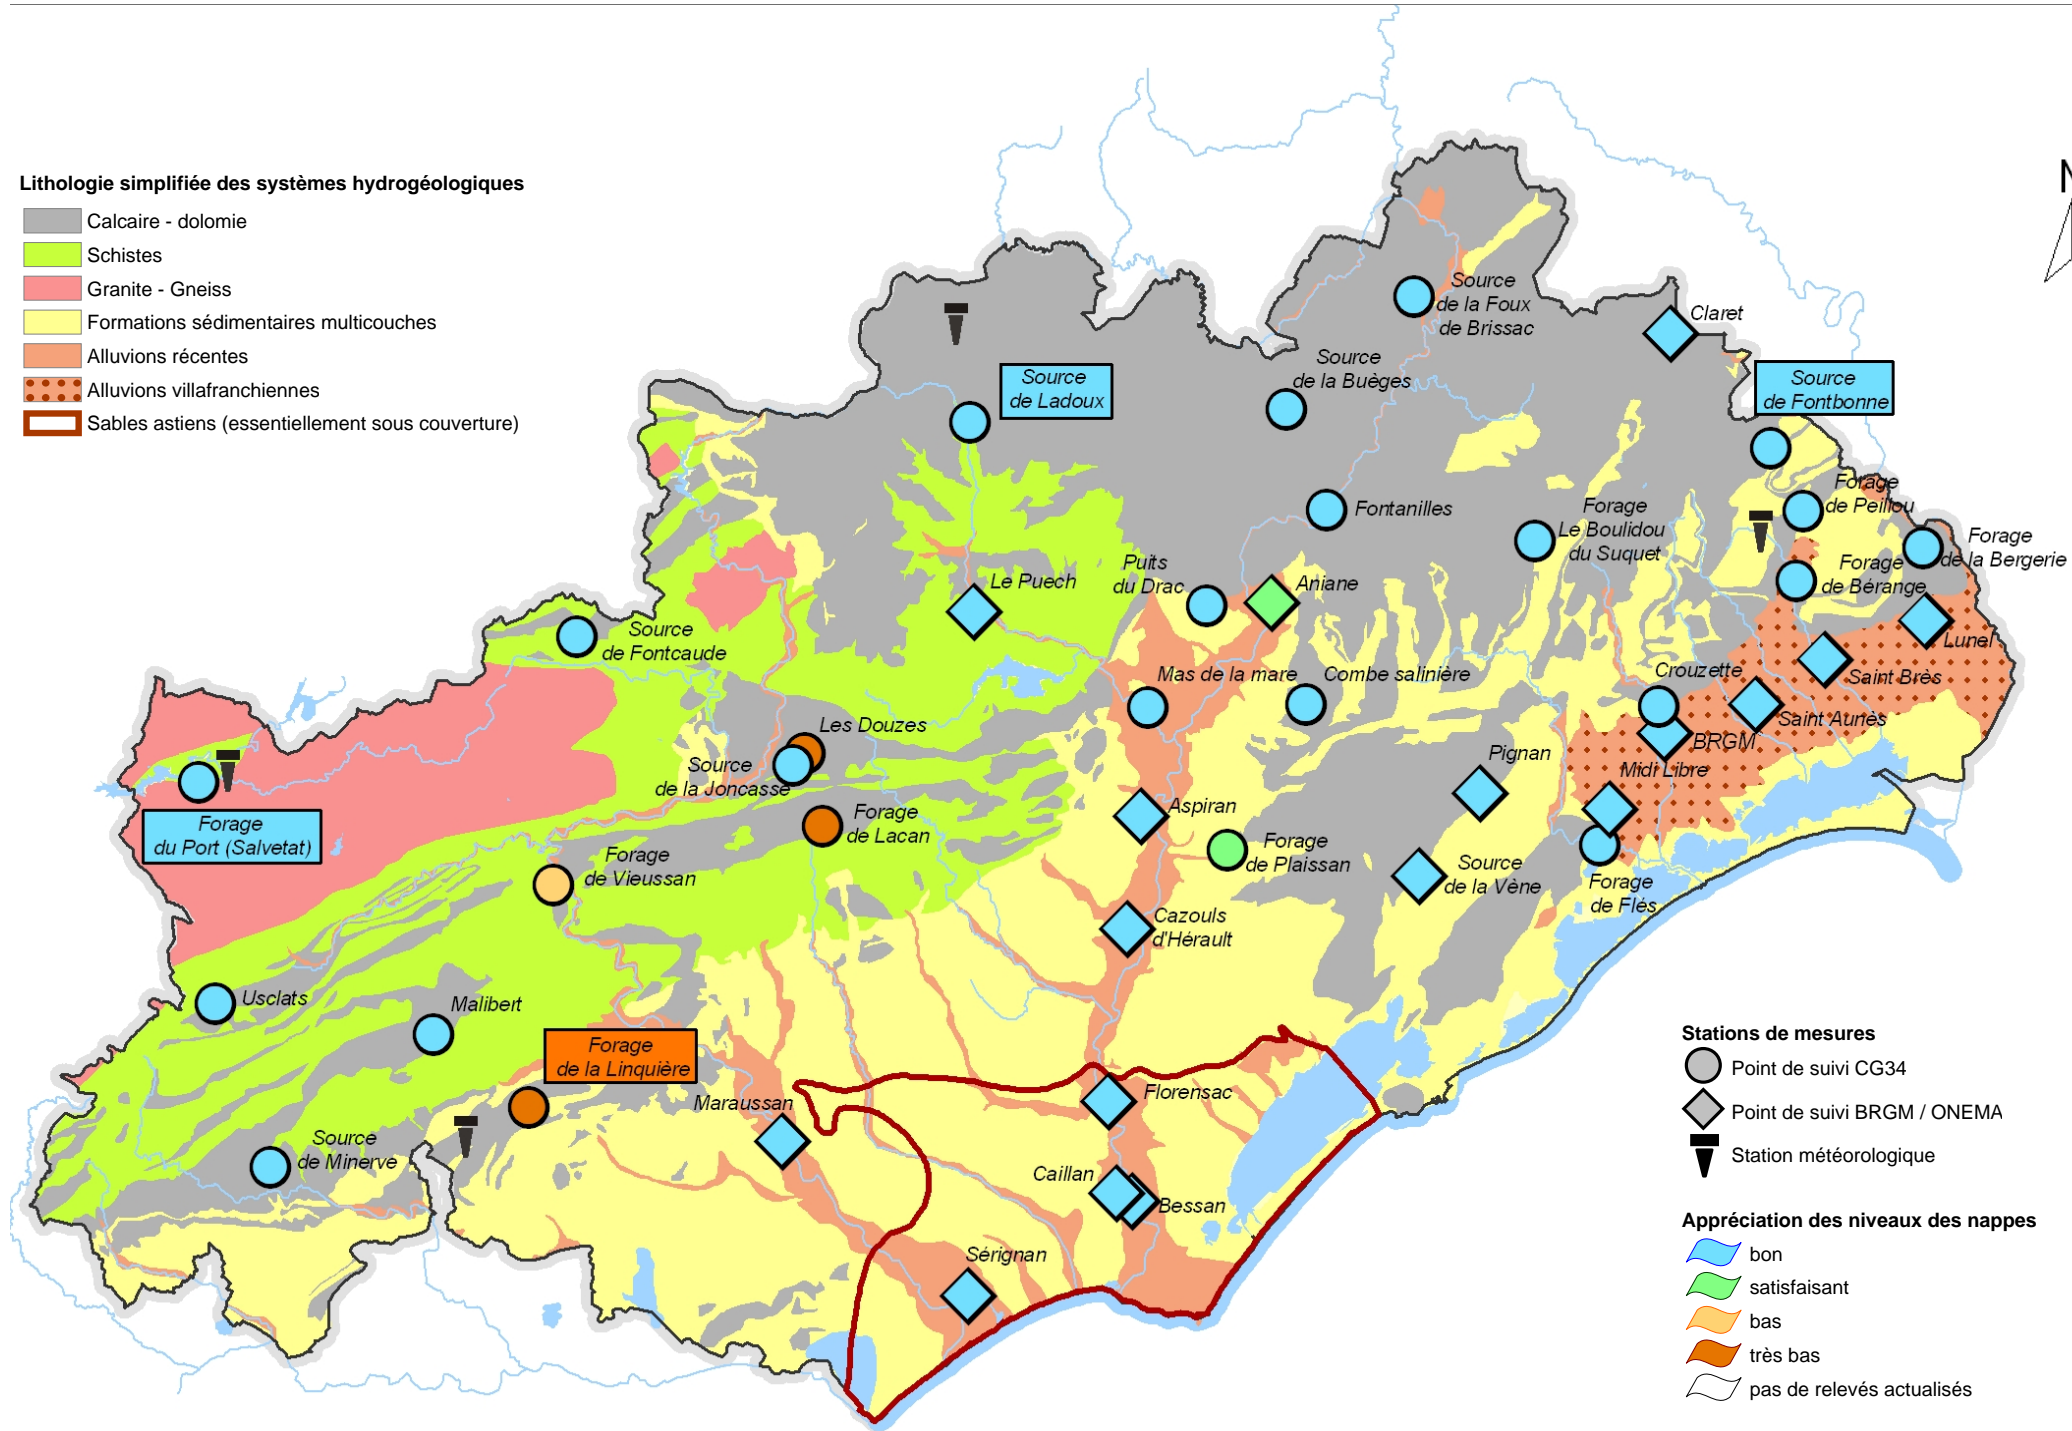 N
Lithologie simplifiée des systèmes hydrogéologiques
Calcaire - dolomie
Schistes
Granite - Gneiss
Formations sédimentaires multicouches
Alluvions récentes
Alluvions villafranchiennes
Sables astiens (essentiellement sous couverture)
Source
de la Foux
de Brissac
Claret
Source
de la Buèges
Source
de Ladoux
Source
de Fontbonne
Forage
de Peillou
Fontanilles
Forage
Le Boulidou
du Suquet
Forage
de la Bergerie
Puits
du Drac
Aniane
Le Puech
Forage
de Bérange
Source
de Fontcaude
Lunel
Mas de la mare
Combe salinière
Crouzette
Saint Brès
Saint Aunès
Les Douzes
Source
de la Joncasse
BRGM
Pignan
Midi Libre
Forage
du Port (Salvetat)
Forage
de Lacan
Aspiran
Forage
de Plaissan
Forage
de Vieussan
Source
de la Vène
Forage
de Flés
Cazouls
d'Hérault
Usclats
Malibert
Forage
de la Linquière
Maraussan
Florensac
Source
de Minerve
Caillan
Bessan
Sérignan
Stations de mesures
Point de suivi CG34
Point de suivi BRGM / ONEMA
Station météorologique
Appréciation des niveaux des nappes
bon
satisfaisant
bas
très bas
pas de relevés actualisés